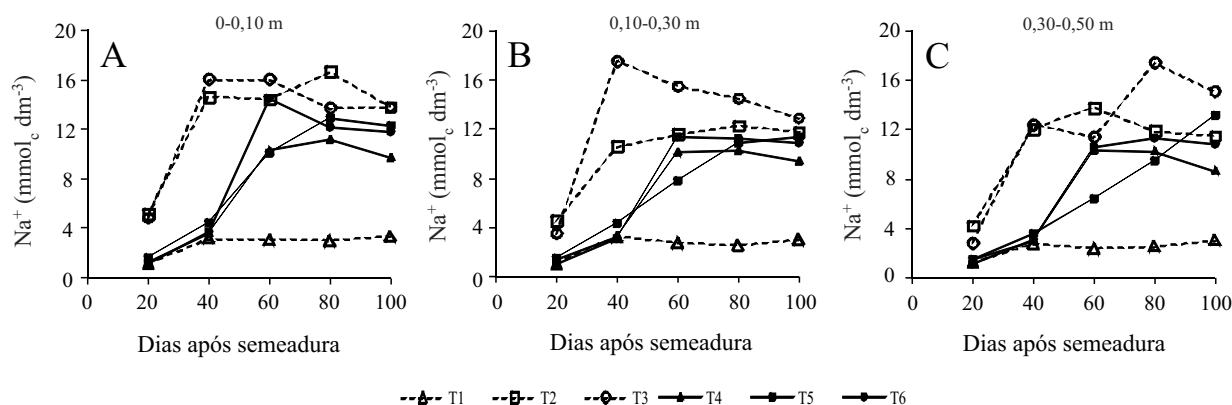 0-0,10 m
A
Na+ (mmolc dm-3)
20
16
12
8
4
0
0 20 40 60 80 100
Dias após semeadura
0,10-0,30 m
B
Na+ (mmolc dm-3)
20
16
12
8
4
0
0 20 40 60 80 100
Dias após semeadura
0,30-0,50 m
C
Na+ (mmolc dm-3)
20
16
12
8
4
0
0 20 40 60 80 100
Dias após semeadura
T1 T2 T3 T4 T5 T6